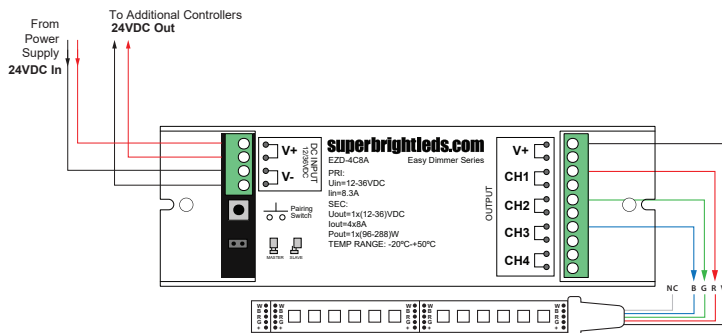 From
Power
Supply
24VDC In
To Additional Controllers
24VDC Out
V+
V-
DC INPUT
12/36VDC
Pairing
Switch
MASTER
SLAVE
superbrightleds.com
EZD-4C8A
Easy Dimmer Series
PRI:
Uin=12-36VDC
Iin=8.3A
SEC:
Uout=1x(12-36)VDC
Iout=4x8A
Pout=1x(96-288)W
TEMP RANGE: -20ºC-+50ºC
OUTPUT
V+
CH1
CH2
CH3
CH4
NC B G R V
W
B
R
G
+
W
B
R
G
+
W
B
R
G
+
W
B
R
G
+
W
B
R
G
+